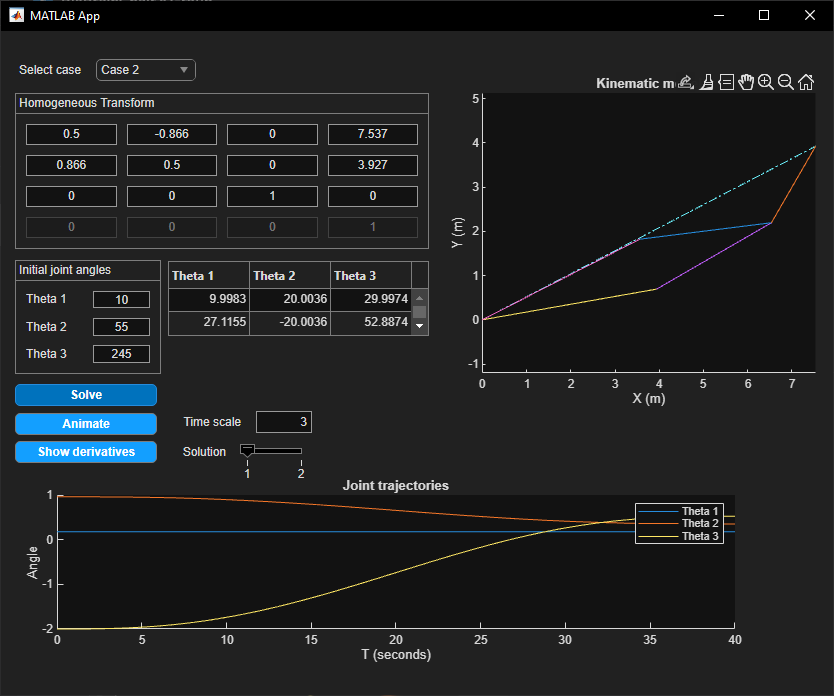 MATLAB App
Select case Case 2
Homogeneous Transform
0.5 -0.866 0 7.537
0.866 0.5 0 3.927
0 0 1 0
0 0 0 1
Initial joint angles
Theta 1 10
Theta 2 55
Theta 3 245
Theta 1 Theta 2 Theta 3
9.9983 20.0036 29.9974
27.1155 -20.0036 52.8874
Solve
Animate
Show derivatives
Time scale 3
Solution
1 2
Kinematic m
5
4
3
2
1
0
-1
Y (m)
0 1 2 3 4 5 6 7
X (m)
Joint trajectories
1
0
-1
-2
Angle
Theta 1
Theta 2
Theta 3
0 5 10 15 20 25 30 35 40
T (seconds)